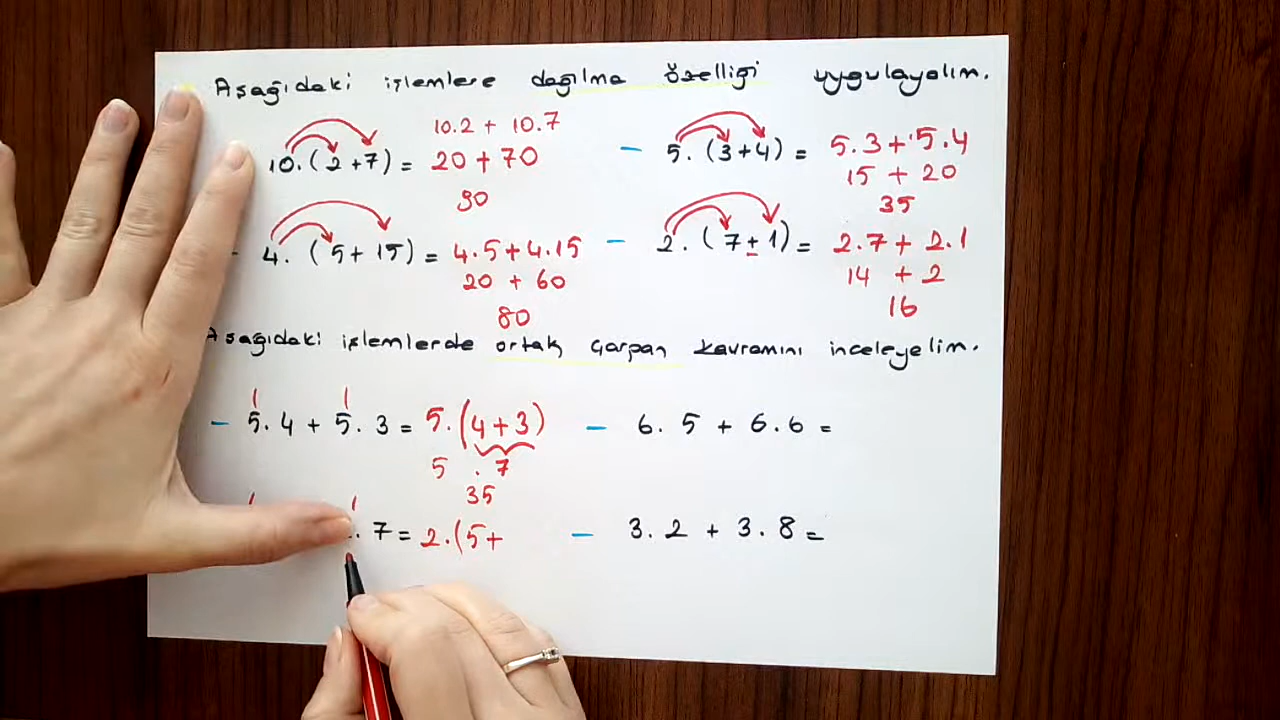 Aşağıdaki işlemlere dağılma özelliği uygulayalım.
10.(2+7) = 10.2 + 10.7
20 + 70
90
- 5.(3+4) = 5.3 + 5.4
15 + 20
35
- 4.(5+15) = 4.5+4.15
20 + 60
80
- 2.(7+1) = 2.7 + 2.1
14 + 2
16
Aşağıdaki işlemlerde ortak çarpan kavramını inceleyelim.
- 5.4 + 5.3 = 5.(4+3)
5 . 7
35
- 6.5 + 6.6 =
. 7 = 2.(5+
- 3.2 + 3.8 =